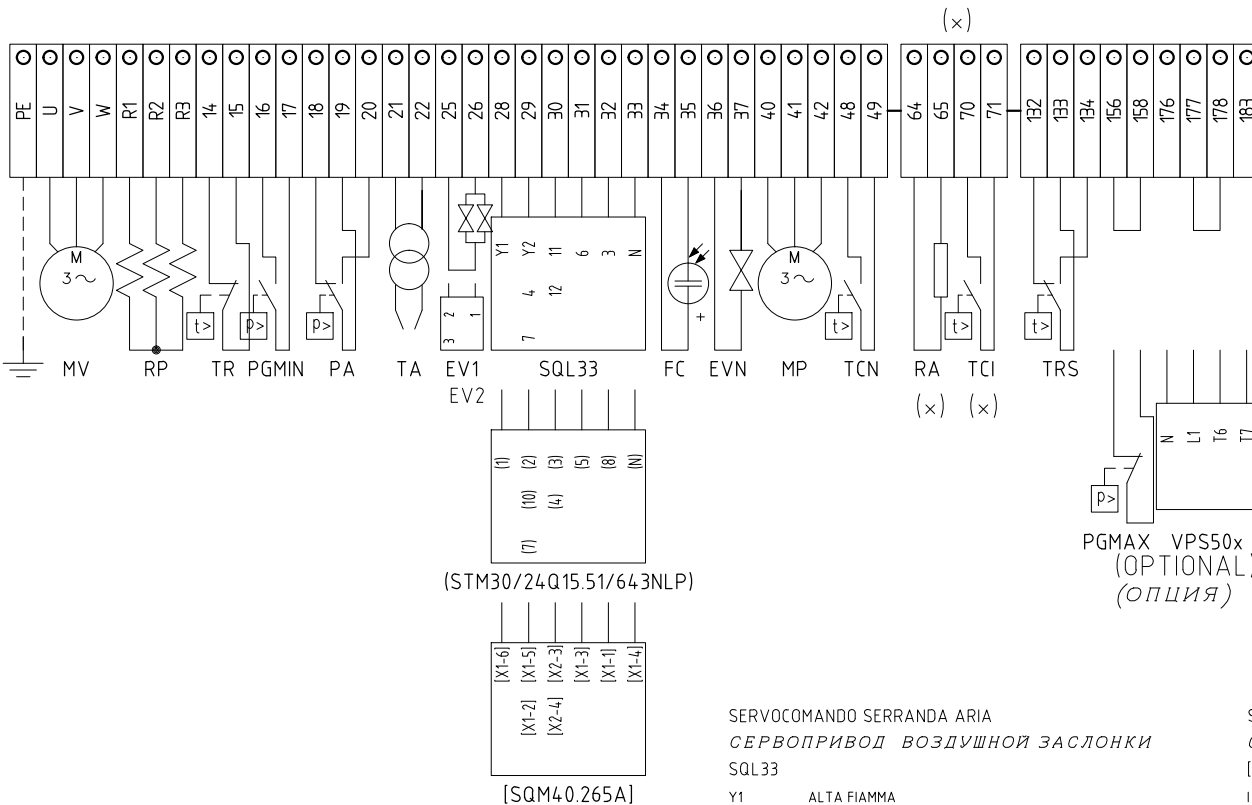 (x)
PE U V W R1 R2 R3 14 15 16 17 18 19 20 21 22 25 26 28 29 30 31 32 33 34 35 36 37 40 41 42 48 49 64 65 70 71 132 133 134 156 158 176 177 178 183
Y1 Y2 11 6 3 N
M M
3~ 3~
4 12
t> p> p> 2 1 + t> t> t>
3 7
MV RP TR PGMIN PA TA EV1 SQL33 FC EVN MP TCN RA TCI TRS
EV2 (x) (x)
N L1 T6 T7
(1) (2) (3) (5) (8) (N)
(10) (4)
p>
(7)
PGMAX VPS50x
(OPTIONAL)
(STM30/24Q15.51/643NLP)
(ОПЦИЯ)
[X1-6] [X1-5] [X2-3] [X1-3] [X1-1] [X1-4]
[X1-2] [X2-4]
SERVOCOMANDO SERRANDA ARIA
СЕРВОПРИВОД ВОЗДУШНОЙ ЗАСЛОНКИ
SQL33
[SQM40.265A]
Y1 ALTA FIAMMA